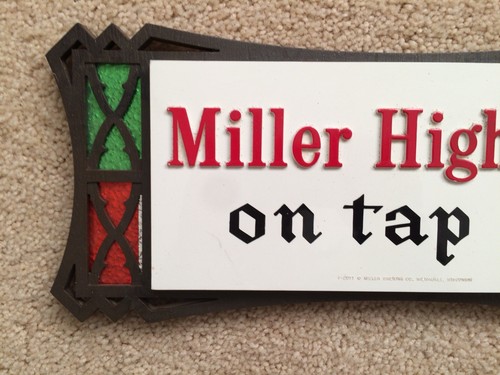 Miller High
on tap